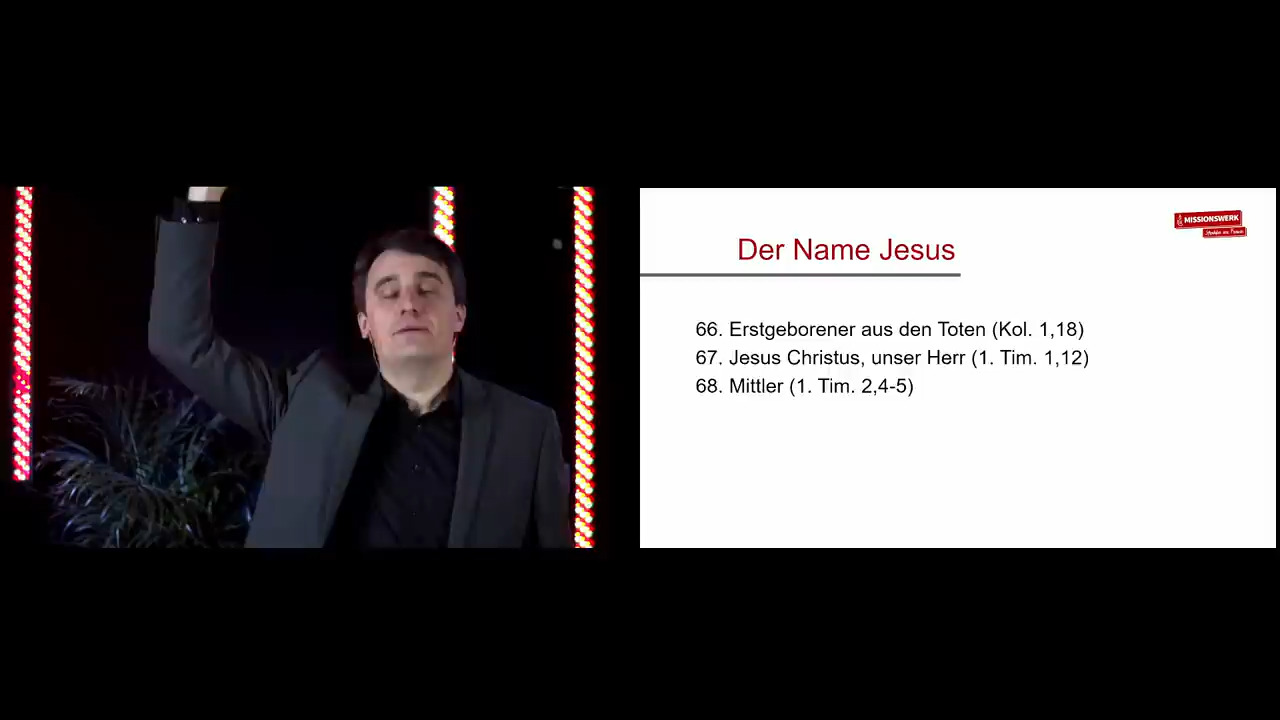 MISSIONSWERK
Der Name Jesus
66. Erstgeborener aus den Toten (Kol. 1,18)
67. Jesus Christus, unser Herr (1. Tim. 1,12)
68. Mittler (1. Tim. 2,4-5)